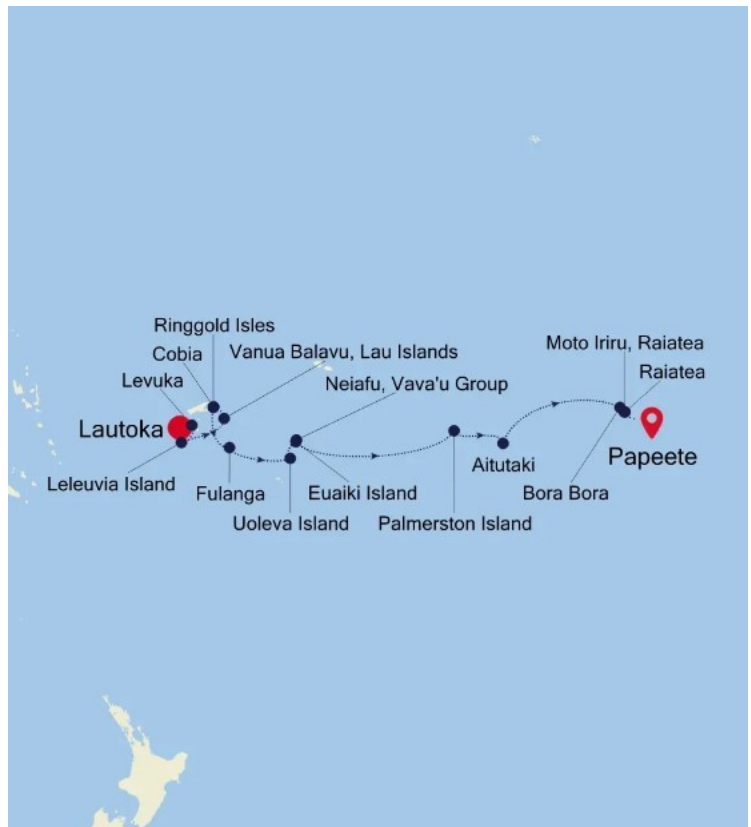 Ringgold Isles
Cobia
Vanua Balavu, Lau Islands
Levuka
Neiafu, Vava'u Group
Moto Iriru, Raiatea
Raiatea
Lautoka
Leleuvia Island
Fulanga
Euaiki Island
Uoleva Island
Palmerston Island
Aitutaki
Bora Bora
Papeete